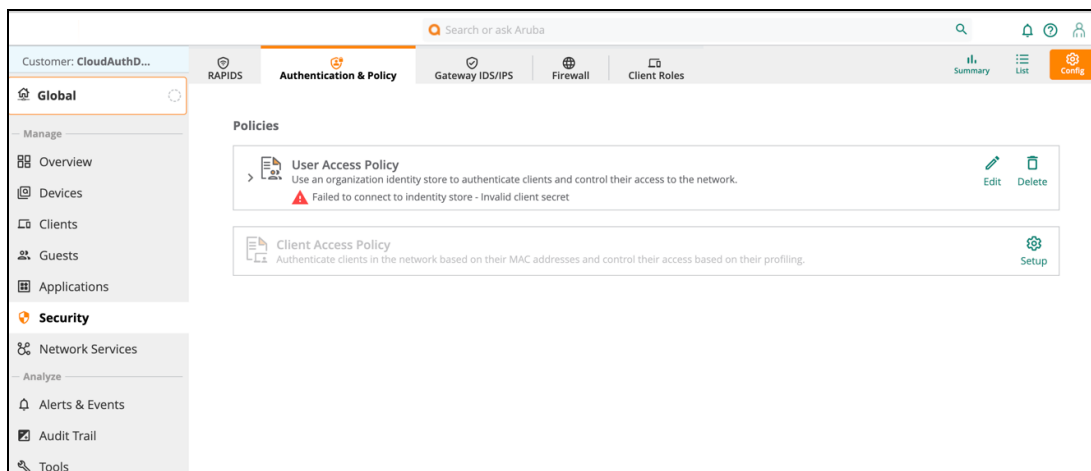 Search or ask Aruba
Customer: CloudAuthD...
RAPIDS
Authentication & Policy
Gateway IDS/IPS
Firewall
Client Roles
Summary
List
Config
Global
Manage
Overview
Devices
Clients
Guests
Applications
Security
Network Services
Analyze
Alerts & Events
Audit Trail
Tools
Policies
User Access Policy
Use an organization identity store to authenticate clients and control their access to the network.
Failed to connect to indentity store - Invalid client secret
Edit
Delete
Client Access Policy
Authenticate clients in the network based on their MAC addresses and control their access based on their profiling.
Setup